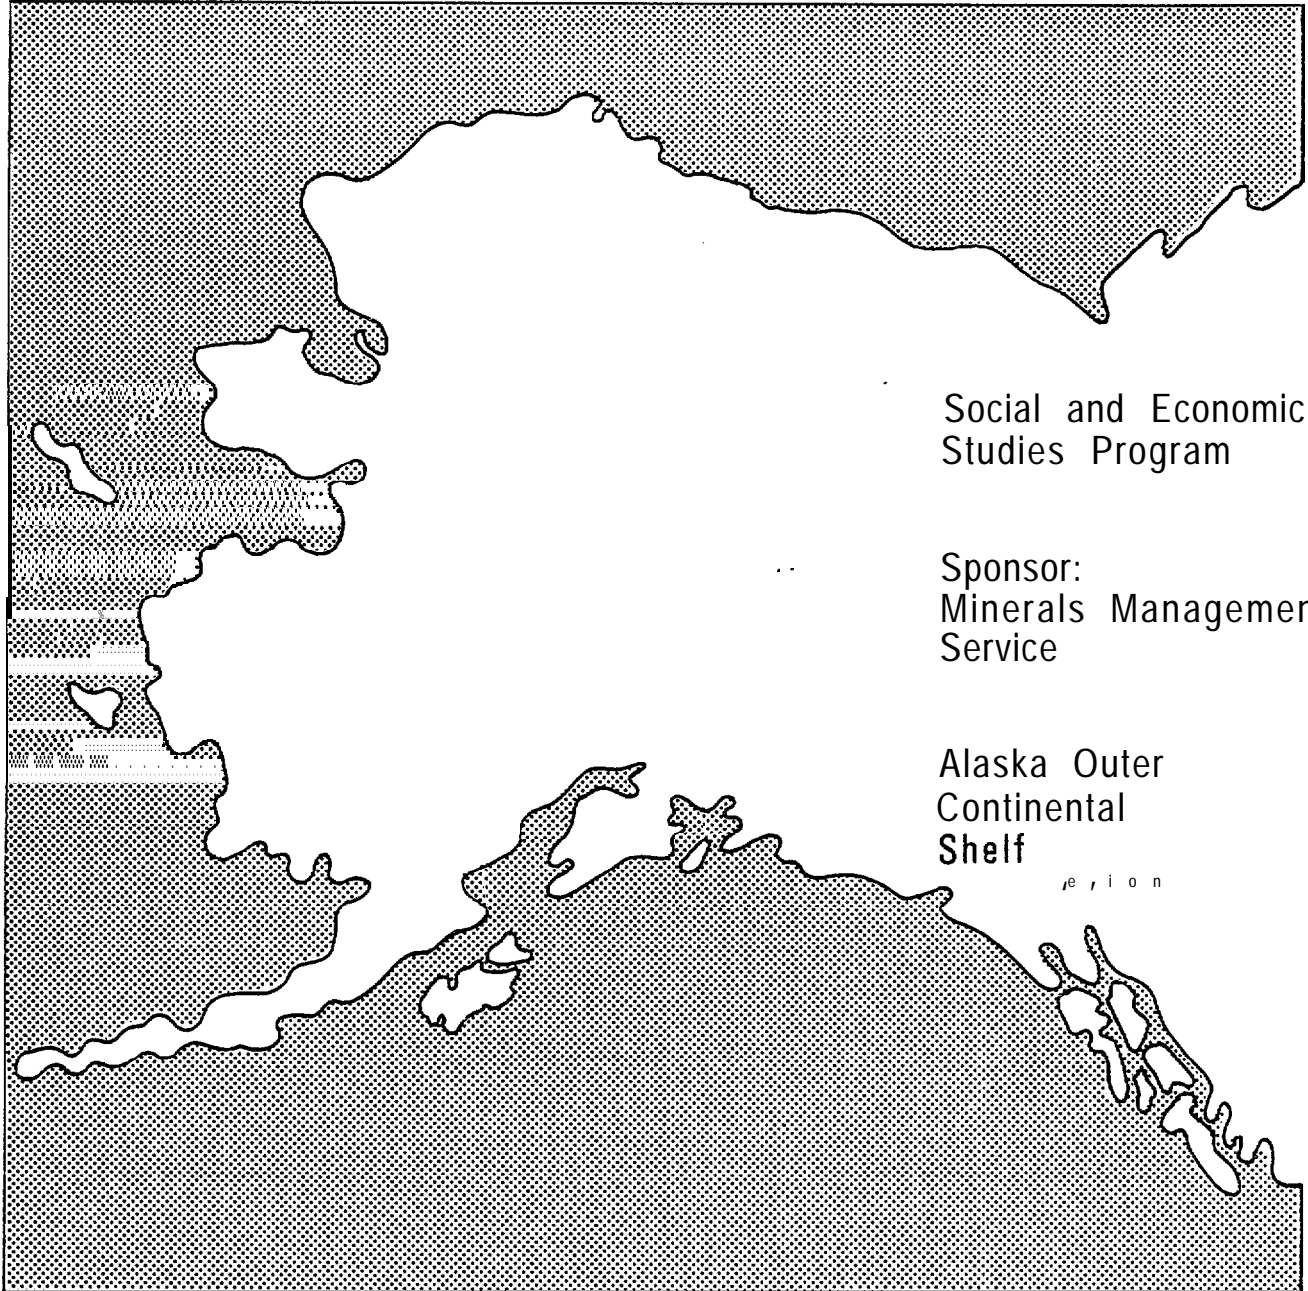 Social and Economic
Studies Program
Sponsor:
Minerals Managemen
Service
Alaska Outer
Continental
Shelf